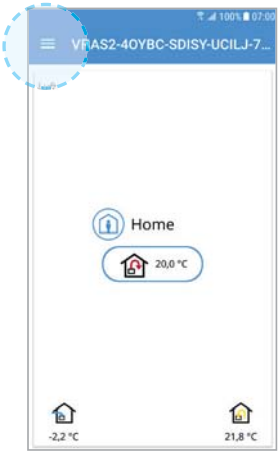 100% 07:00
VRAS2-4OYBC-SDISY-UCILJ-7...
Home
20,0 °C
-2,2 °C
21,8 °C